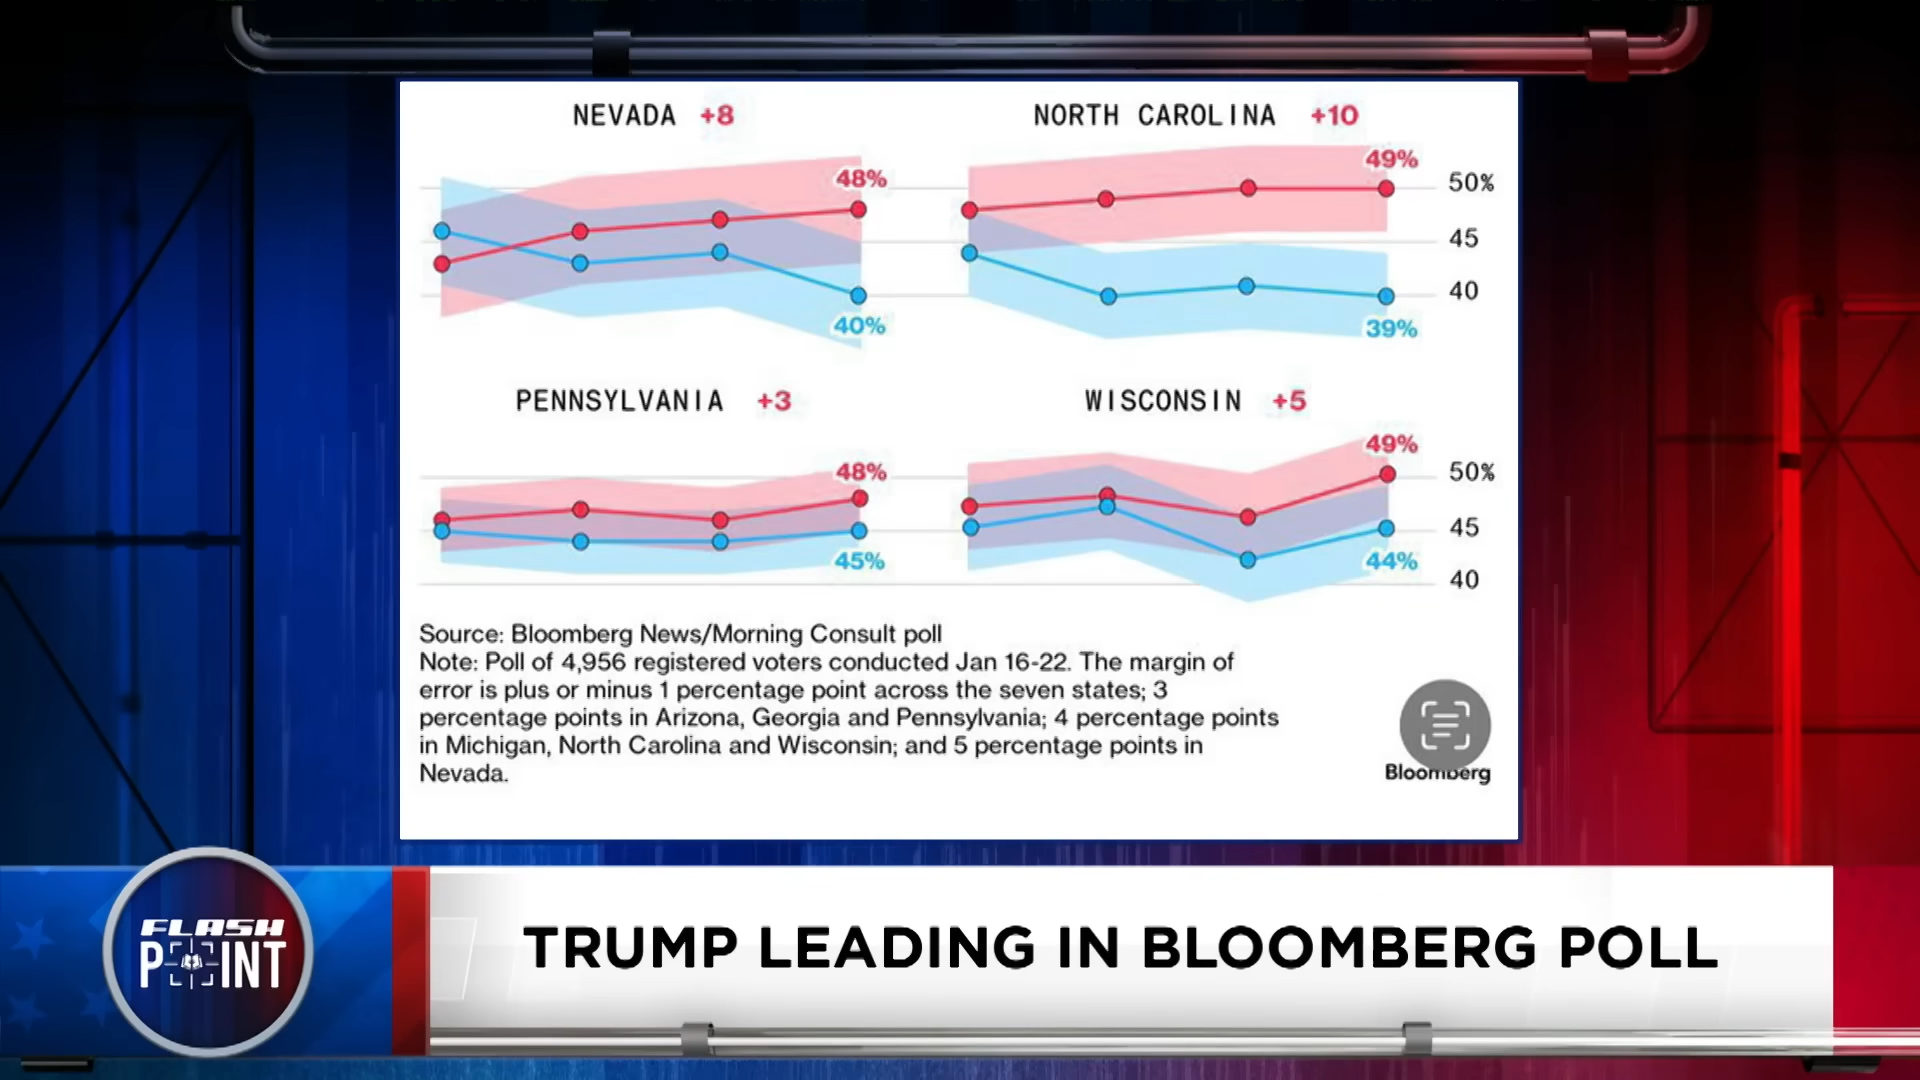 NEVADA +8
NORTH CAROLINA +10
48%
40%
49%
39%
50%
45
40
PENNSYLVANIA +3
WISCONSIN +5
48%
45%
49%
44%
50%
45
40
Source: Bloomberg News/Morning Consult poll
Note: Poll of 4,956 registered voters conducted Jan 16-22. The margin of
error is plus or minus 1 percentage point across the seven states; 3
percentage points in Arizona, Georgia and Pennsylvania; 4 percentage points
in Michigan, North Carolina and Wisconsin; and 5 percentage points in
Nevada.
Bloomberg
FLASH
POINT
TRUMP LEADING IN BLOOMBERG POLL